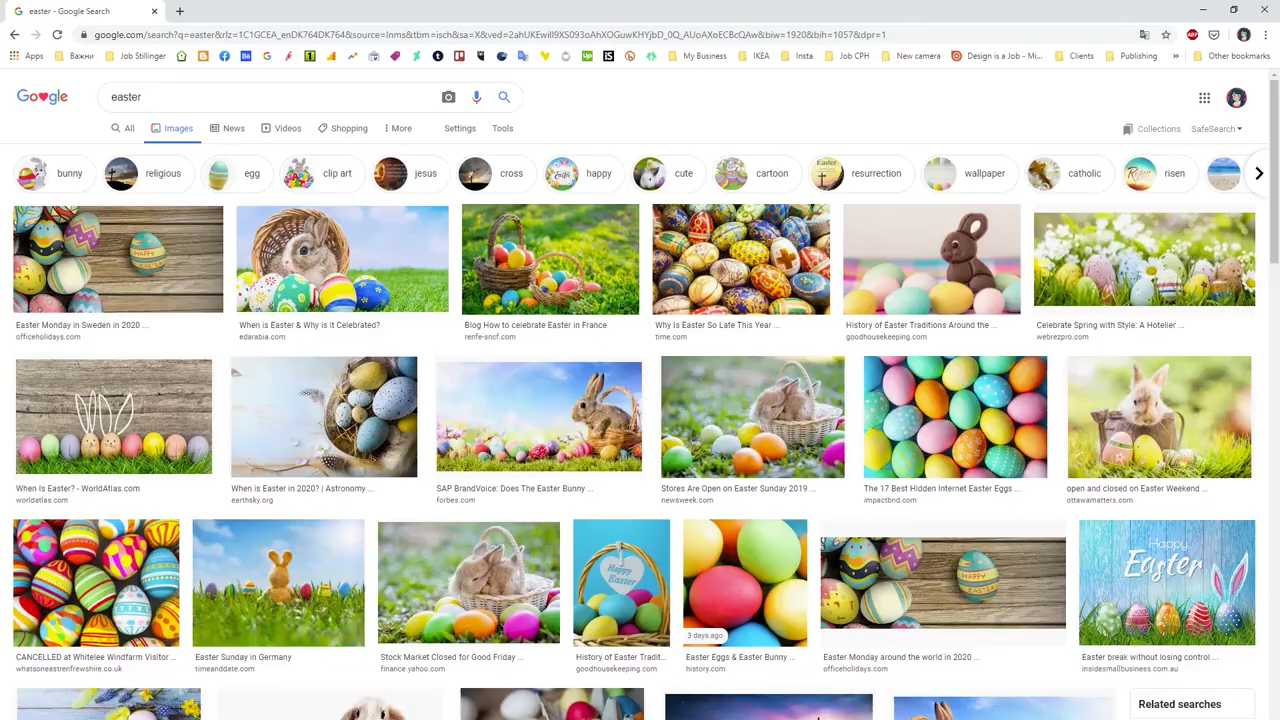 easter - Google Search
google.com/search?q=easter&rlz=1C1GCEA_enDK764DK764&source=lnms&tbm=isch&sa=X&ved=2ahUKEwiIl9XS093oAhXOGuwKHYjbD_0Q_AUoAXoECBcQAw&biw=1920&bih=1057&dpr=1
Apps Важни Job Stillinger My Business IKEA Insta Job CPH New camera Design is a Job - Mi... Clients Publishing » Other bookmarks
Google easter
All Images News Videos Shopping More Settings Tools Collections SafeSearch
bunny religious egg clip art jesus cross happy cute cartoon resurrection wallpaper catholic risen
Easter Monday in Sweden in 2020 ... When is Easter & Why is it Celebrated? Blog How to celebrate Easter in France Why Is Easter So Late This Year ... History of Easter Traditions Around the ... Celebrate Spring with Style: A Hotelier ...
officeholidays.com edarabia.com renfe-sncf.com time.com goodhousekeeping.com webrezpro.com
When Is Easter? - WorldAtlas.com When is Easter in 2020? | Astronomy ... SAP BrandVoice: Does The Easter Bunny ... Stores Are Open on Easter Sunday 2019 ... The 17 Best Hidden Internet Easter Eggs ... open and closed on Easter Weekend ...
worldatlas.com earthsky.org forbes.com newsweek.com impactbnd.com ottawamatters.com
Happy Easter
Happy Easter
HAPPY EASTER
3 days ago
CANCELLED at Whitelee Windfarm Visitor ... Easter Sunday in Germany Stock Market Closed for Good Friday ... History of Easter Tradit... Easter Eggs & Easter Bunny ... Easter Monday around the world in 2020 ... Easter break without losing control ...
whatsoneastrenfrewshire.co.uk timeanddate.com finance.yahoo.com goodhousekeeping.com history.com officeholidays.com insidesmallbusiness.com.au
Related searches